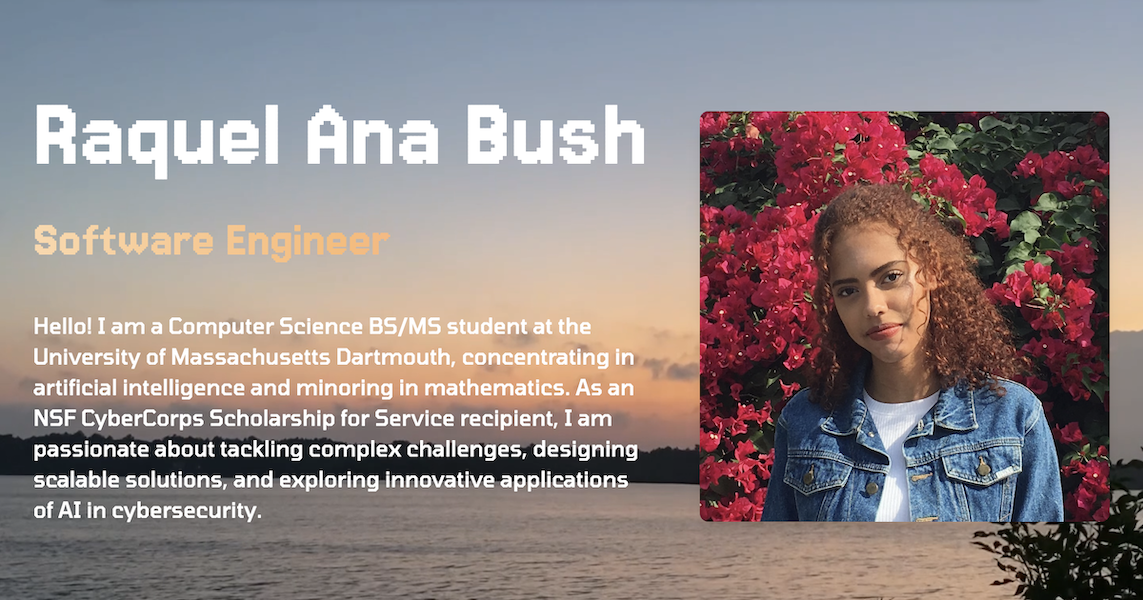 Raquel Ana Bush
Software Engineer
Hello! I am a Computer Science BS/MS student at the
University of Massachusetts Dartmouth, concentrating in
artificial intelligence and minoring in mathematics. As an
NSF CyberCorps Scholarship for Service recipient, I am
passionate about tackling complex challenges, designing
scalable solutions, and exploring innovative applications
of AI in cybersecurity.